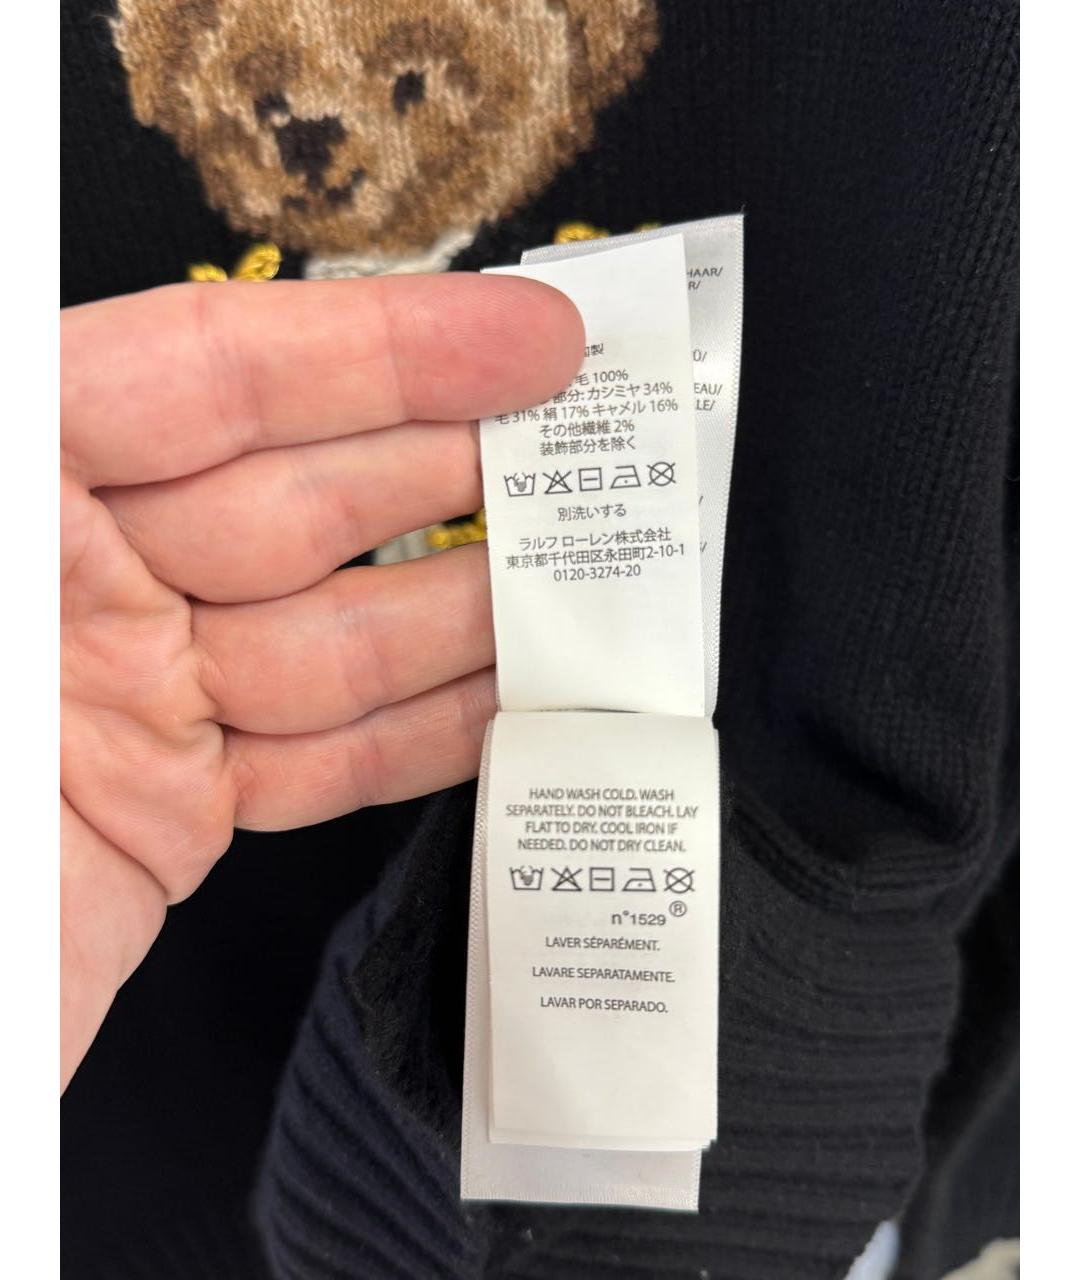 HAAR/
R/
製
毛 100%
部分: カシミヤ 34%
毛 31% 絹 17% キャメル 16%
その他繊維 2%
装飾部分を除く
別洗いする
ラルフ ローレン株式会社
東京都千代田区永田町2-10-1
0120-3274-20
Ü/
EAU/
LE/
HAND WASH COLD. WASH
SEPARATELY. DO NOT BLEACH. LAY
FLAT TO DRY. COOL IRON IF
NEEDED. DO NOT DRY CLEAN.
n°1529®
LAVER SÉPARÉMENT.
LAVARE SEPARATAMENTE.
LAVAR POR SEPARADO.